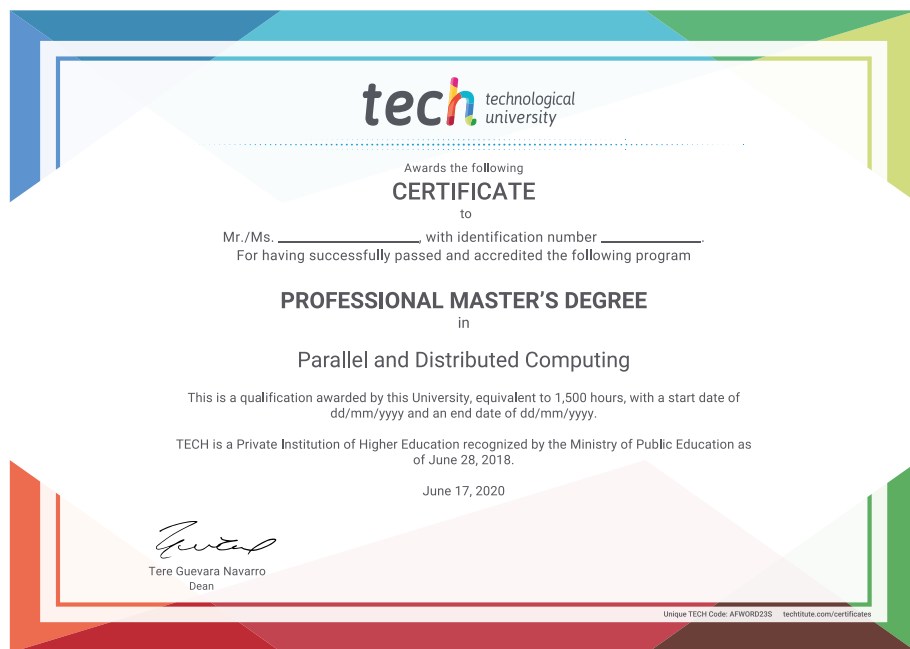 tech technological
university
Awards the following
CERTIFICATE
to
Mr./Ms. ____________________, with identification number ______________.
For having successfully passed and accredited the following program
PROFESSIONAL MASTER'S DEGREE
in
Parallel and Distributed Computing
This is a qualification awarded by this University, equivalent to 1,500 hours, with a start date of
dd/mm/yyyy and an end date of dd/mm/yyyy.
TECH is a Private Institution of Higher Education recognized by the Ministry of Public Education as
of June 28, 2018.
June 17, 2020
Tere Guevara Navarro
Dean
Unique TECH Code: AFWORD23S techtitute.com/certificates